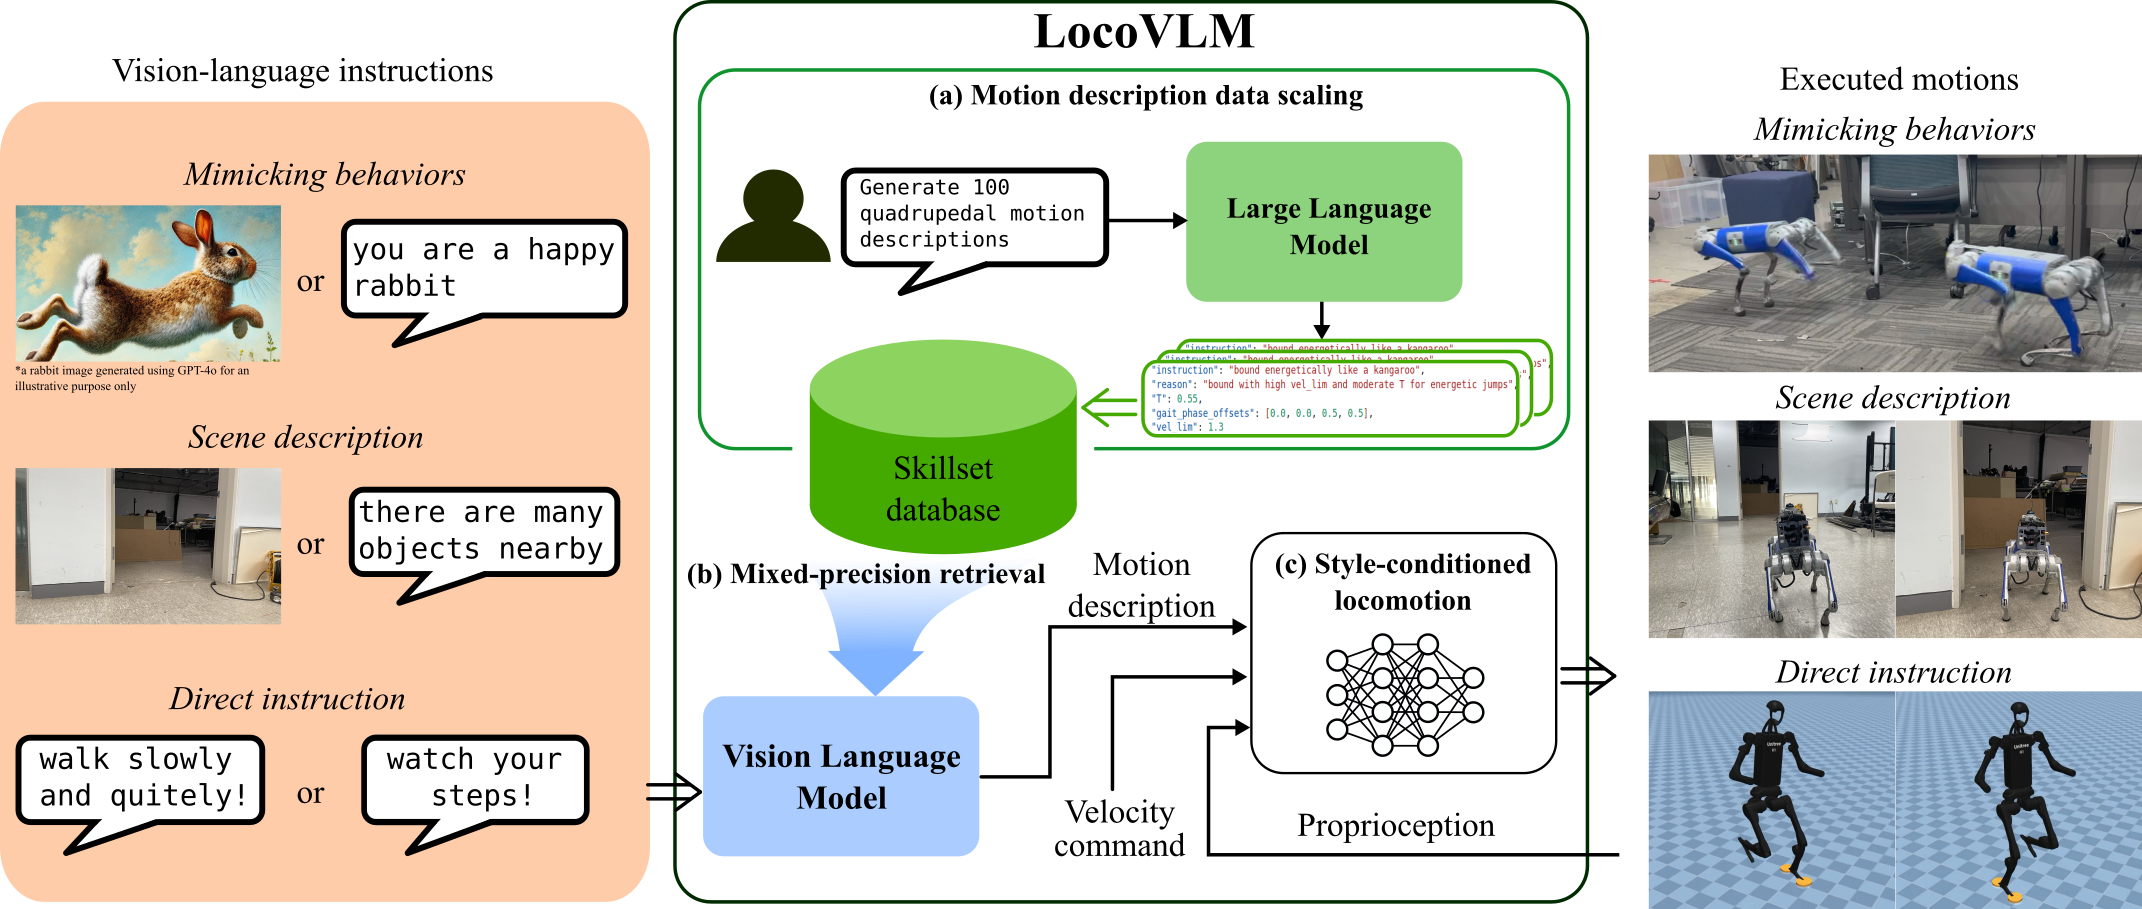 Vision-language instructions
Mimicking behaviors
you are a happy
or
rabbit
*a rabbit image generated using GPT-4o for an
illustrative purpose only
Scene description
there are many
or
objects nearby
Direct instruction
walk slowly
and quitely!
or
watch your
steps!
LocoVLM
(a) Motion description data scaling
Generate 100
quadrupedal motion
descriptions
Large Language
Model
"instruction": "bound energetically like a kangaroo"
"instruction": "bound energetically like a kangaroo",
"instruction": "bound energetically like a kangaroo",
"reason": "bound with high vel_lim and moderate T for energetic jumps",
"T": 0.55,
"gait_phase_offsets": [0.0, 0.0, 0.5, 0.5],
"vel lim": 1.3
Skillset
database
(b) Mixed-precision retrieval
Vision Language
Model
Motion
description
Velocity
command
(c) Style-conditioned
locomotion
Proprioception
Executed motions
Mimicking behaviors
Scene description
Direct instruction